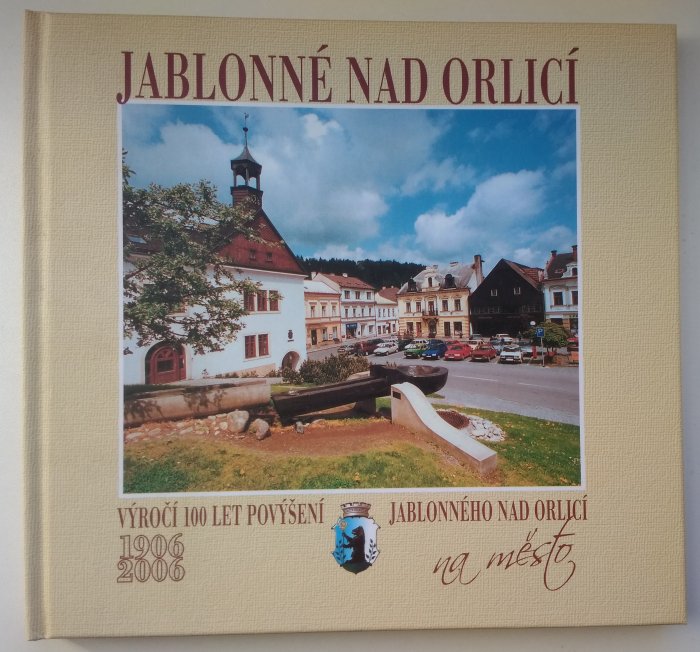 JABLONNÉ NAD ORLICÍ
VÝROČÍ 100 LET POVÝŠENÍ JABLONNÉHO NAD ORLICÍ
1906
2006
na město